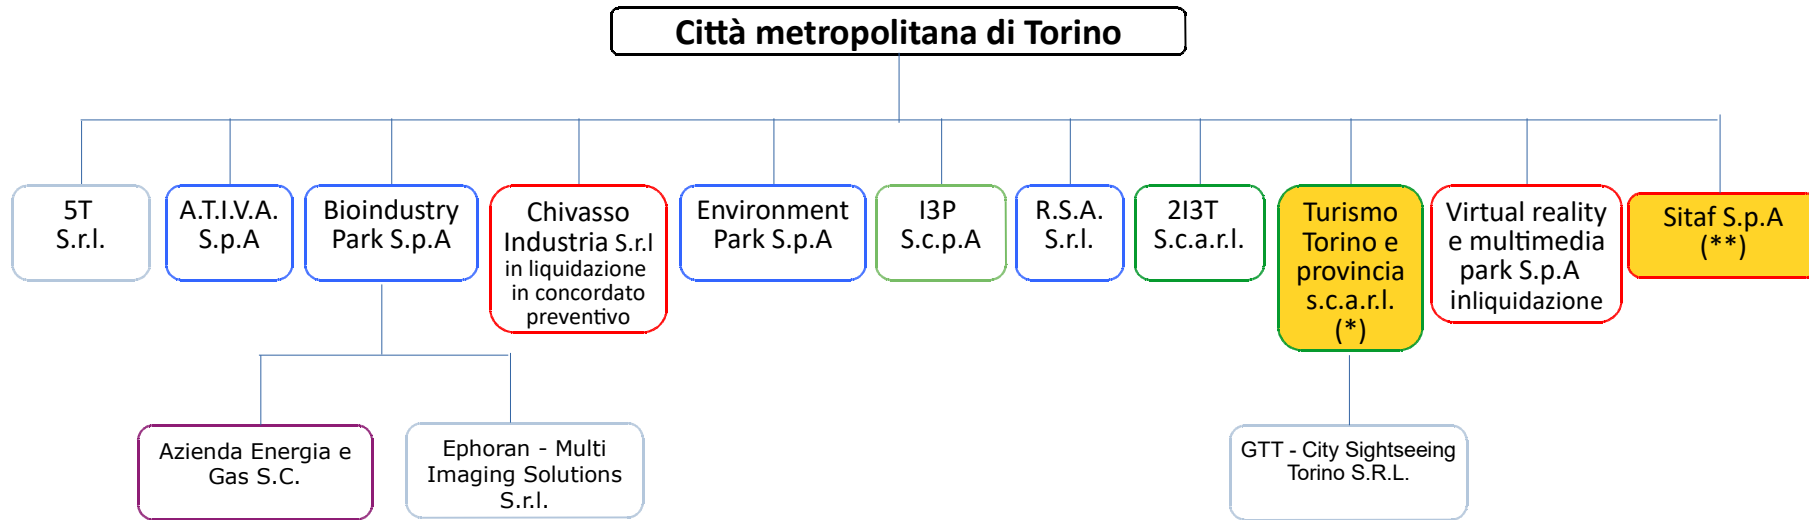 Città metropolitana di Torino
5T
S.r.l.
A.T.I.V.A.
S.p.A
Bioindustry
Park S.p.A
Chivasso
Industria S.r.l
in liquidazione
in concordato
preventivo
Environment
Park S.p.A
I3P
S.c.p.A
R.S.A.
S.r.l.
2I3T
S.c.a.r.l.
Turismo
Torino e
provincia
s.c.a.r.l.
(*)
Virtual reality
e multimedia
park S.p.A
inliquidazione
Sitaf S.p.A
(**)
Azienda Energia e
Gas S.C.
Ephoran - Multi
Imaging Solutions
S.r.l.
GTT - City Sightseeing
Torino S.R.L.